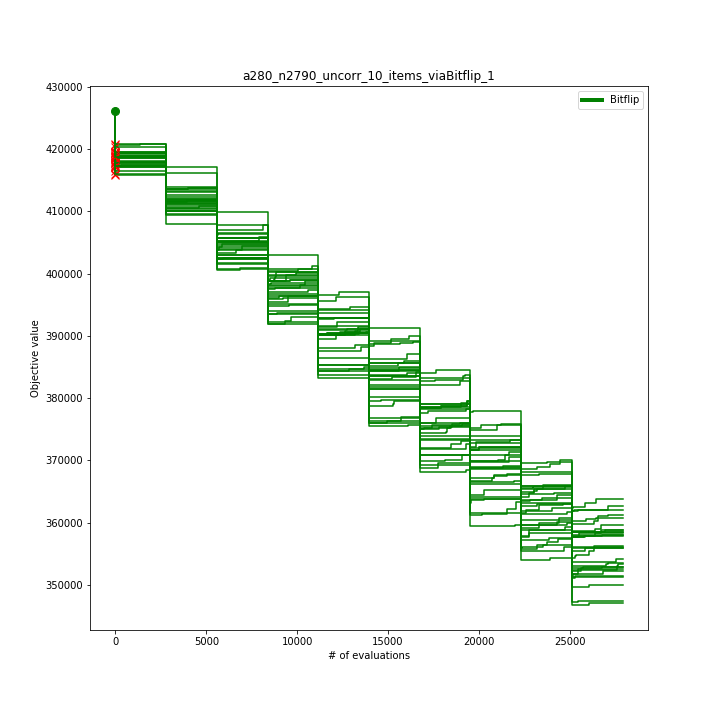 a280_n2790_uncorr_10_items_viaBitflip_1
Bitflip
430000
420000
410000
400000
390000
380000
370000
360000
350000
Objective value
0 5000 10000 15000 20000 25000
# of evaluations